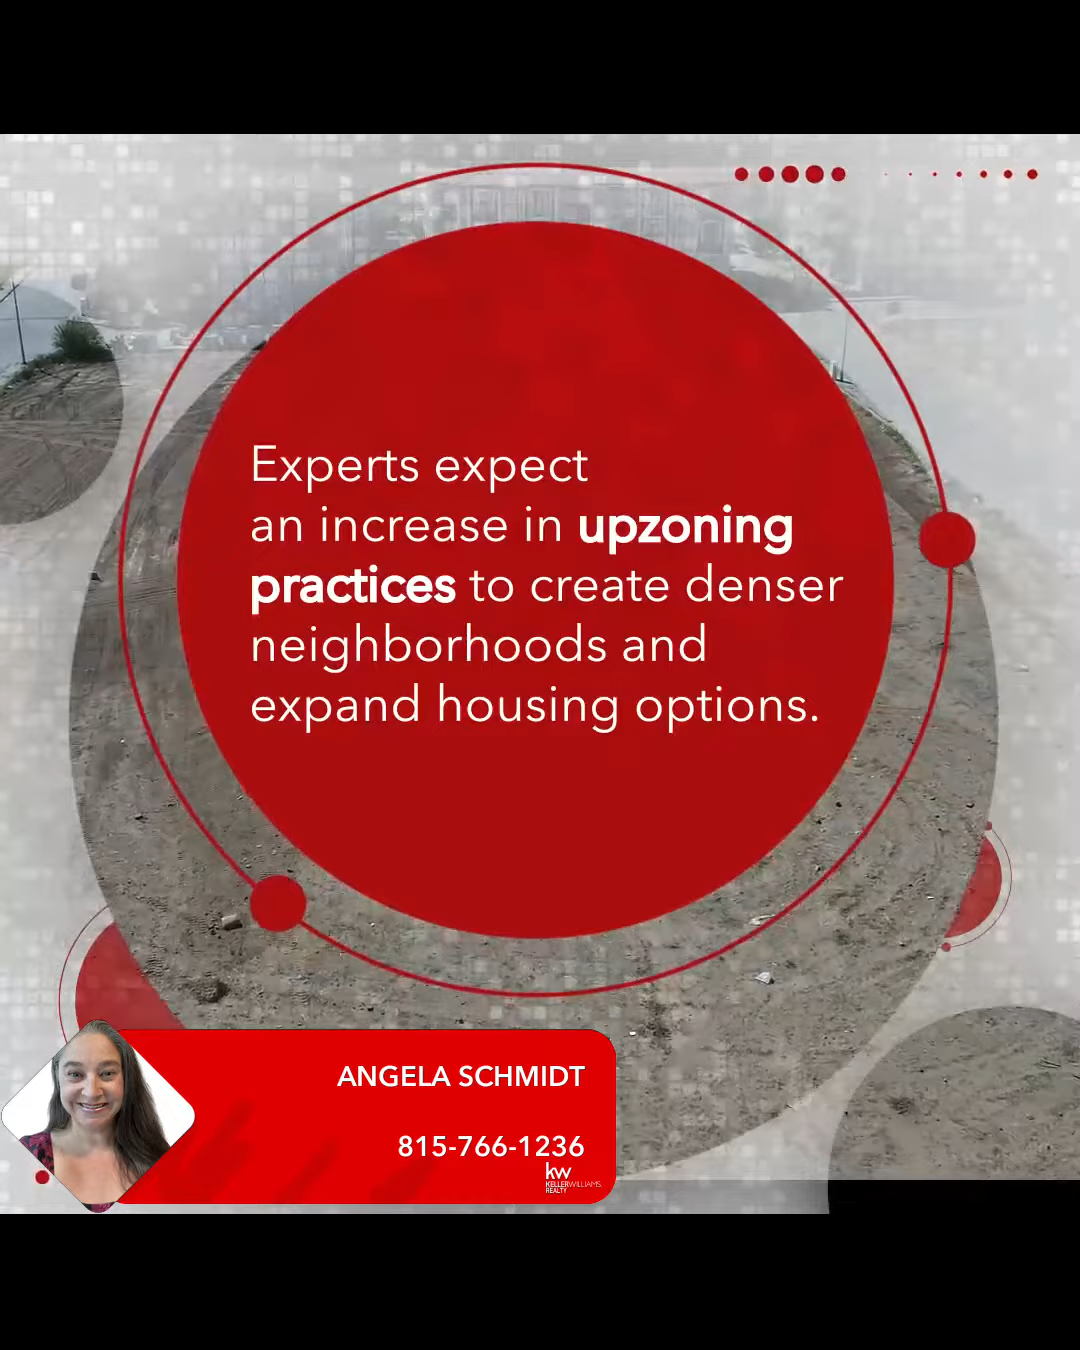 Experts expect
an increase in upzoning
practices to create denser
neighborhoods and
expand housing options.
ANGELA SCHMIDT
815-766-1236
kw
KELLERWILLIAMS.
REALTY